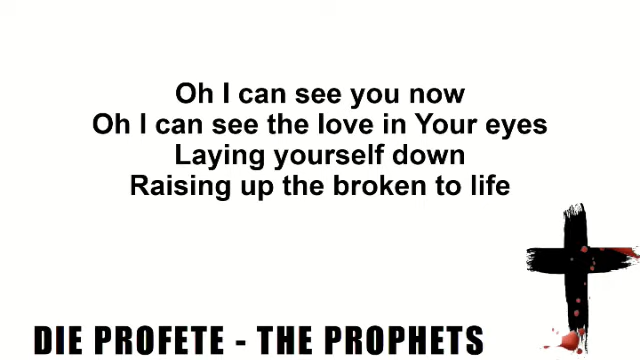 Oh I can see you now
Oh I can see the love in Your eyes
Laying yourself down
Raising up the broken to life
DIE PROFETE - THE PROPHETS